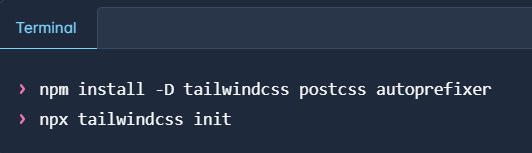 Terminal
› npm install -D tailwindcss postcss autoprefixer
› npx tailwindcss init